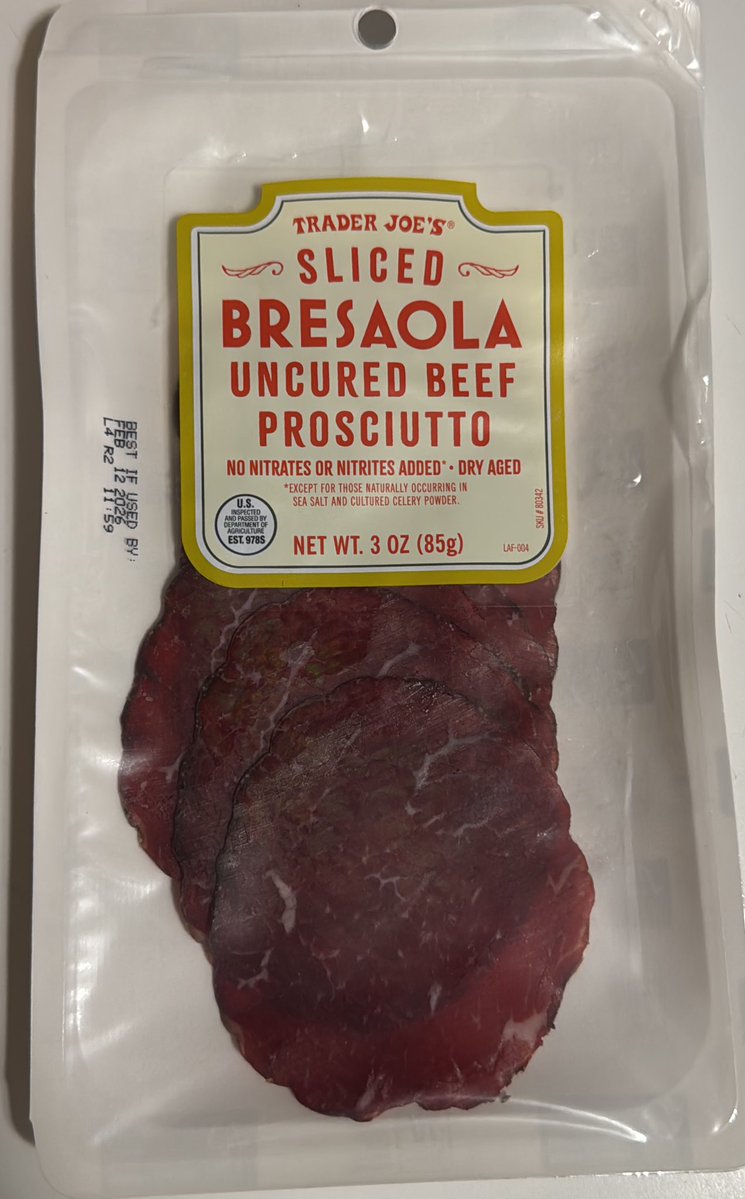 TRADER JOE'S®
SLICED
BRESAOLA
UNCURED BEEF
PROSCIUTTO
NO NITRATES OR NITRITES ADDED* • DRY AGED
*EXCEPT FOR THOSE NATURALLY OCCURRING IN
SEA SALT AND CULTURED CELERY POWDER.
U.S.
INSPECTED
AND PASSED BY
DEPARTMENT OF
AGRICULTURE
EST. 978S
NET WT. 3 OZ (85g)
LAF-004
SKU # 80342
BEST IF USED BY:
FEB 12 2026
L4 R2 11:59